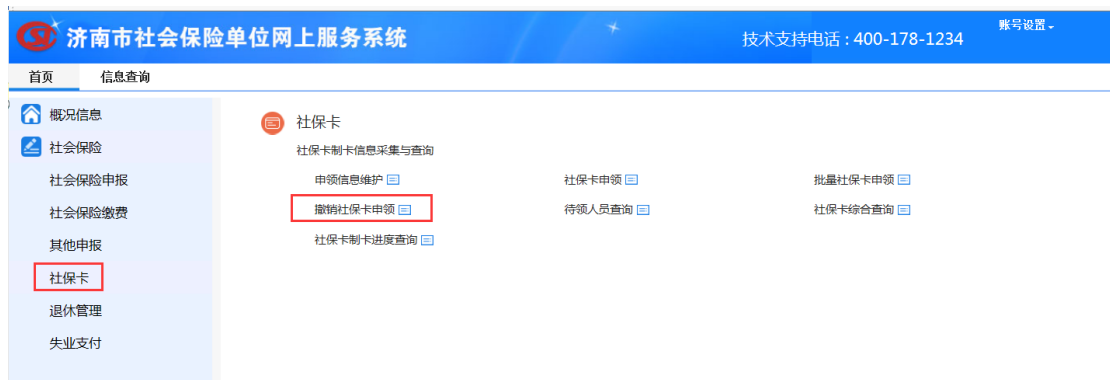 济南市社会保险单位网上服务系统
技术支持电话：400-178-1234
账号设置
首页 信息查询
概况信息
社会保险
社会保险申报
社会保险缴费
其他申报
社保卡
退休管理
失业支付
社保卡
社保卡制卡信息采集与查询
申领信息维护 社保卡申领 批量社保卡申领
撤销社保卡申领 待领人员查询 社保卡综合查询
社保卡制卡进度查询